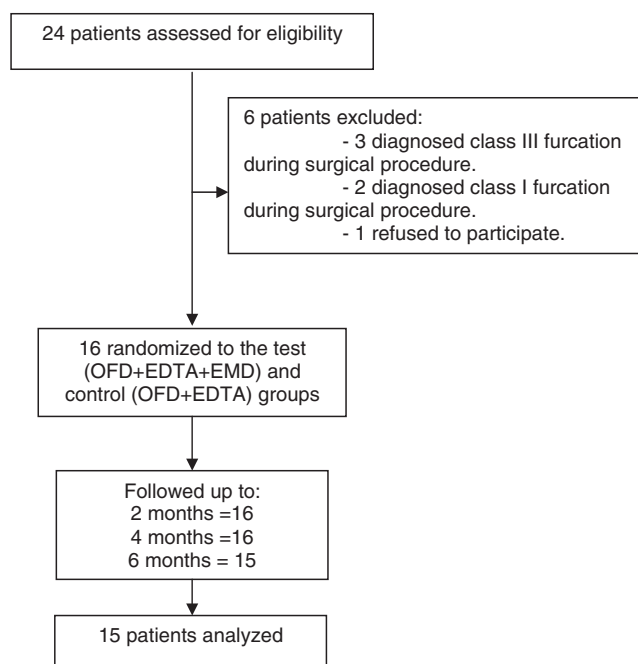 24 patients assessed for eligibility
6 patients excluded:
- 3 diagnosed class III furcation
during surgical procedure.
- 2 diagnosed class I furcation
during surgical procedure.
- 1 refused to participate.
16 randomized to the test
(OFD+EDTA+EMD) and
control (OFD+EDTA) groups
Followed up to:
2 months =16
4 months =16
6 months = 15
15 patients analyzed